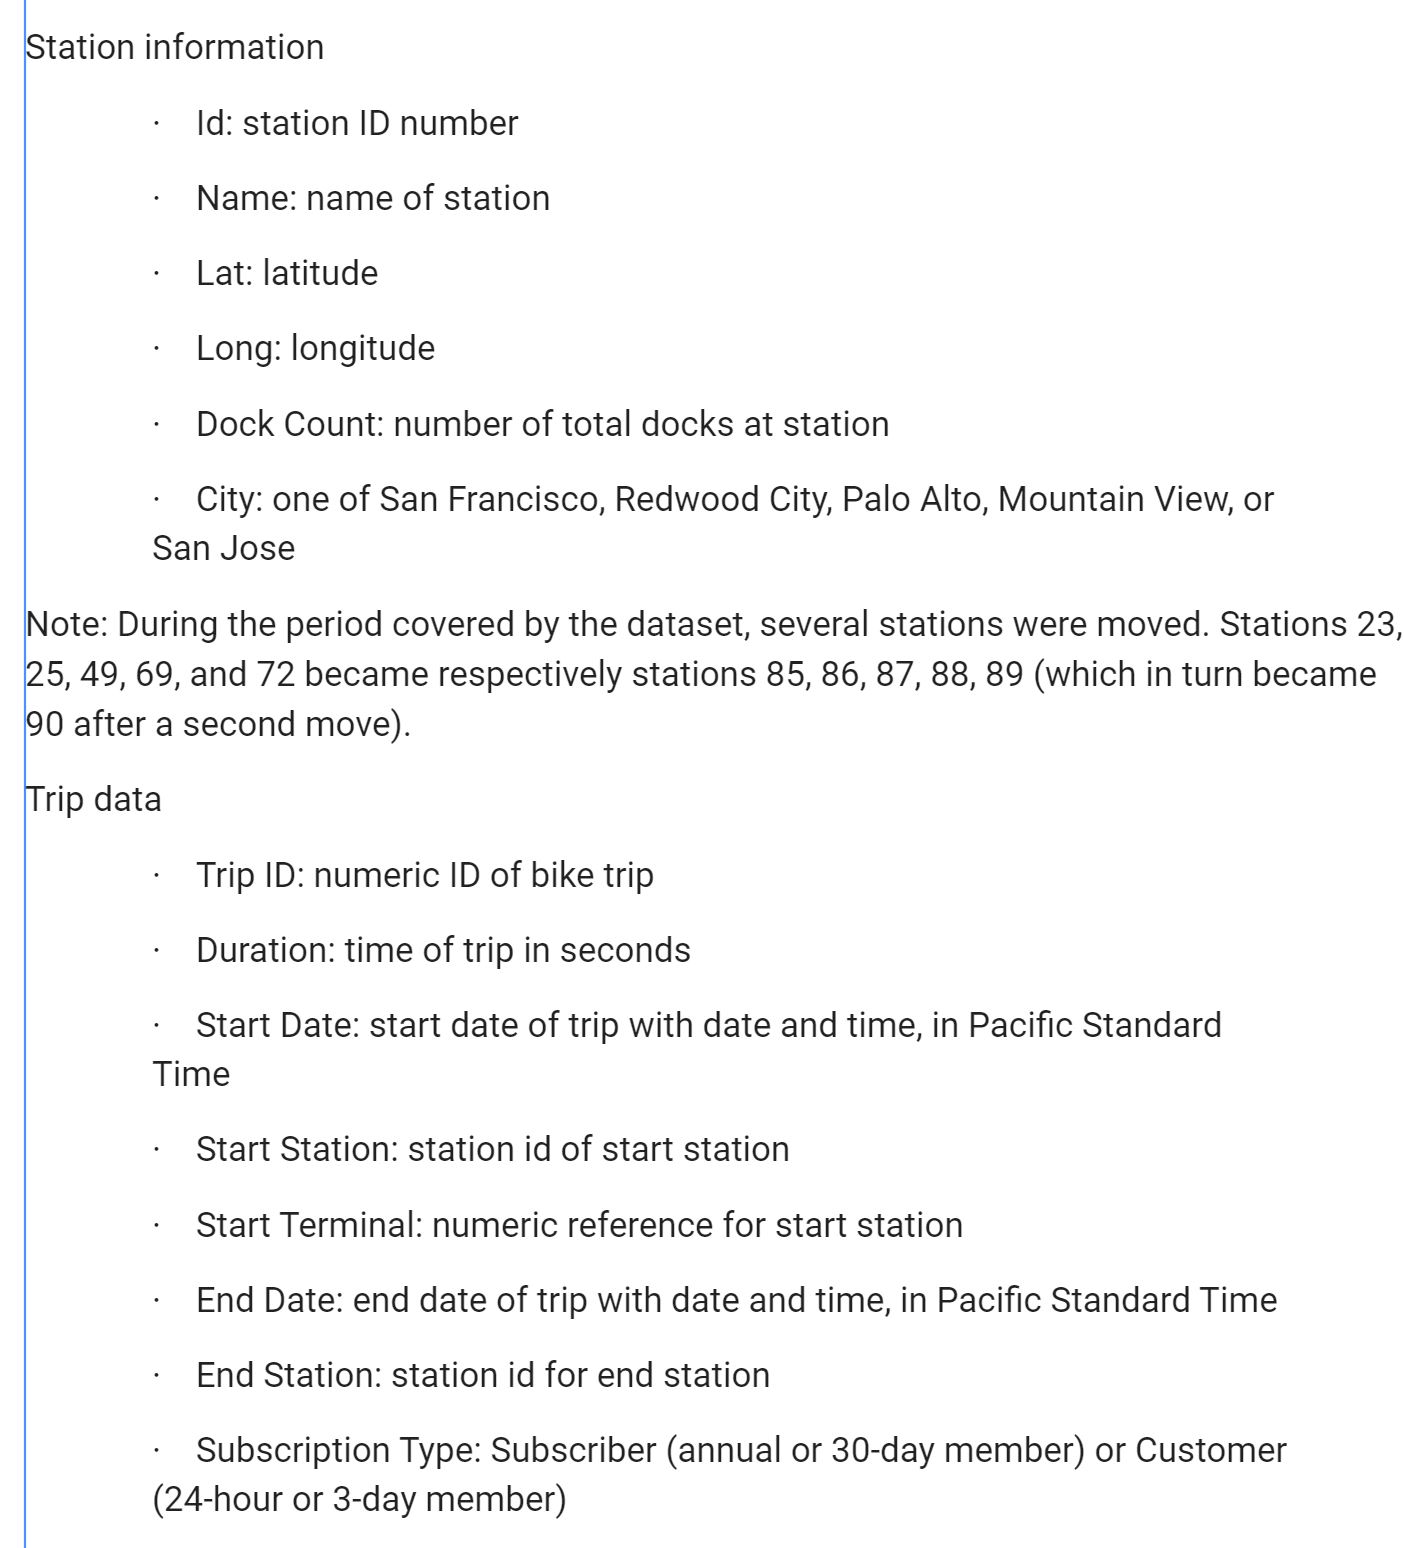 Station information
· Id: station ID number
· Name: name of station
· Lat: latitude
· Long: longitude
· Dock Count: number of total docks at station
· City: one of San Francisco, Redwood City, Palo Alto, Mountain View, or
San Jose
Note: During the period covered by the dataset, several stations were moved. Stations 23,
25, 49, 69, and 72 became respectively stations 85, 86, 87, 88, 89 (which in turn became
90 after a second move).
Trip data
· Trip ID: numeric ID of bike trip
· Duration: time of trip in seconds
· Start Date: start date of trip with date and time, in Pacific Standard
Time
· Start Station: station id of start station
· Start Terminal: numeric reference for start station
· End Date: end date of trip with date and time, in Pacific Standard Time
· End Station: station id for end station
· Subscription Type: Subscriber (annual or 30-day member) or Customer
(24-hour or 3-day member)